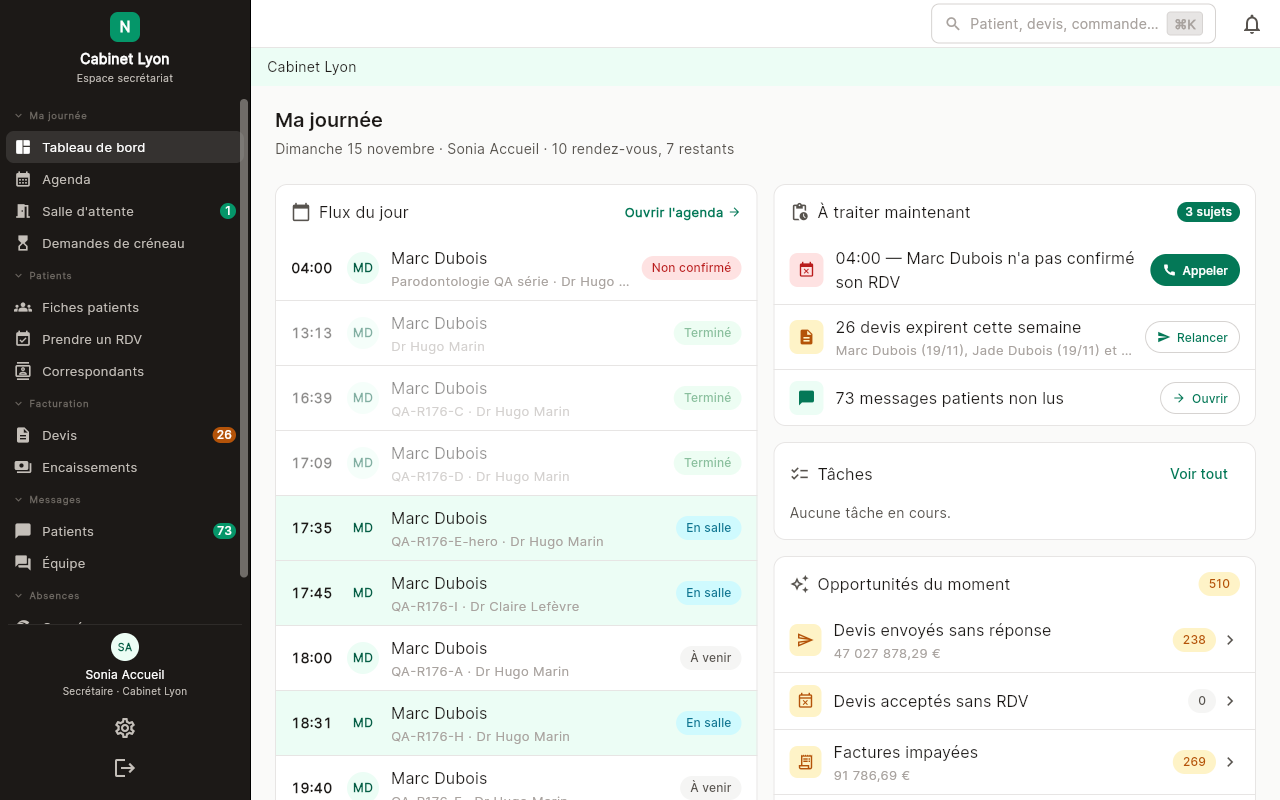 N
Cabinet Lyon
Espace secrétariat
Ma journée
Tableau de bord
Agenda
Salle d'attente 1
Demandes de créneau
Patients
Fiches patients
Prendre un RDV
Correspondants
Facturation
Devis 26
Encaissements
Messages
Patients 73
Équipe
Absences
SA
Sonia Accueil
Secrétaire · Cabinet Lyon
Patient, devis, commande... ⌘K
Cabinet Lyon
Ma journée
Dimanche 15 novembre · Sonia Accueil · 10 rendez-vous, 7 restants
Flux du jour Ouvrir l'agenda →
04:00 MD Marc Dubois Non confirmé
Parodontologie QA série · Dr Hugo ...
13:13 MD Marc Dubois Terminé
Dr Hugo Marin
16:39 MD Marc Dubois Terminé
QA-R176-C · Dr Hugo Marin
17:09 MD Marc Dubois Terminé
QA-R176-D · Dr Hugo Marin
17:35 MD Marc Dubois En salle
QA-R176-E-hero · Dr Hugo Marin
17:45 MD Marc Dubois En salle
QA-R176-I · Dr Claire Lefèvre
18:00 MD Marc Dubois À venir
QA-R176-A · Dr Hugo Marin
18:31 MD Marc Dubois En salle
QA-R176-H · Dr Hugo Marin
19:40 MD Marc Dubois À venir
À traiter maintenant 3 sujets
04:00 — Marc Dubois n'a pas confirmé
son RDV
Appeler
26 devis expirent cette semaine
Marc Dubois (19/11), Jade Dubois (19/11) et ...
Relancer
73 messages patients non lus
Ouvrir
Tâches Voir tout
Aucune tâche en cours.
Opportunités du moment 510
Devis envoyés sans réponse 238
47 027 878,29 €
Devis acceptés sans RDV 0
Factures impayées 269
91 786,69 €